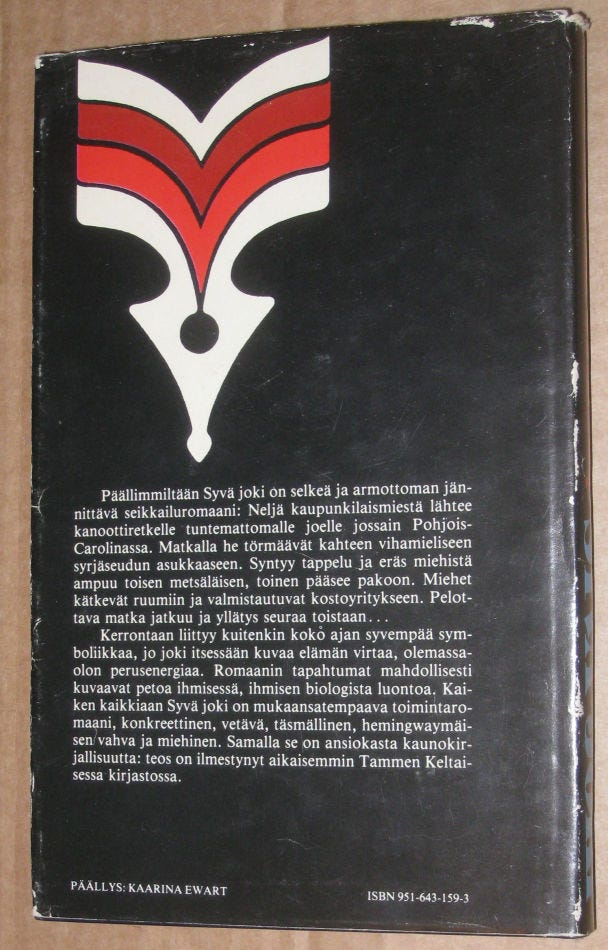 Päällimmiltään Syvä joki on selkeä ja armottoman jän-
nittävä seikkailuromaani: Neljä kaupunkilaismiestä lähtee
kanoottiretkelle tuntemattomalle joelle jossain Pohjois-
Carolinassa. Matkalla he törmäävät kahteen vihamieliseen
syrjäseudun asukkaaseen. Syntyy tappelu ja eräs miehistä
ampuu toisen metsäläisen, toinen pääsee pakoon. Miehet
kätkevät ruumiin ja valmistautuvat kostoyritykseen. Pelot-
tava matka jatkuu ja yllätys seuraa toistaan...
Kerrontaan liittyy kuitenkin koko ajan syvempää sym-
boliikkaa, jo joki itsessään kuvaa elämän virtaa, olemassa-
olon perusenergiaa. Romaanin tapahtumat mahdollisesti
kuvaavat petoa ihmisessä, ihmisen biologista luontoa. Kai-
ken kaikkiaan Syvä joki on mukaansatempaava toimintaro-
maani, konkreettinen, vetävä, täsmällinen, hemingwaymäi-
sen vahva ja miehinen. Samalla se on ansiokasta kaunokir-
jallisuutta: teos on ilmestynyt aikaisemmin Tammen Keltai-
sessa kirjastossa.
PÄÄLLYS: KAARINA EWART
ISBN 951-643-159-3